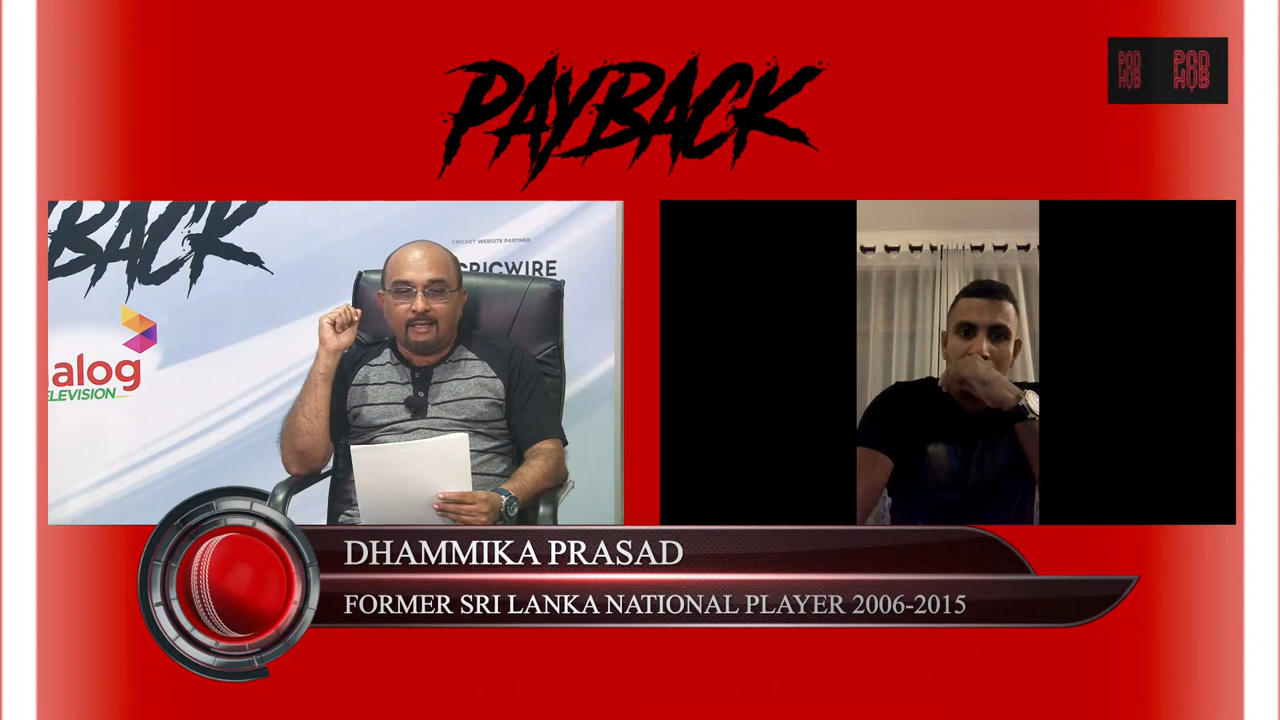 PAYBACK
POD HUB
POD HUB
BACK
CRICKET WEBSITE PARTNER
CRICWIRE
alog
ELEVISION
DHAMMIKA PRASAD
FORMER SRI LANKA NATIONAL PLAYER 2006-2015